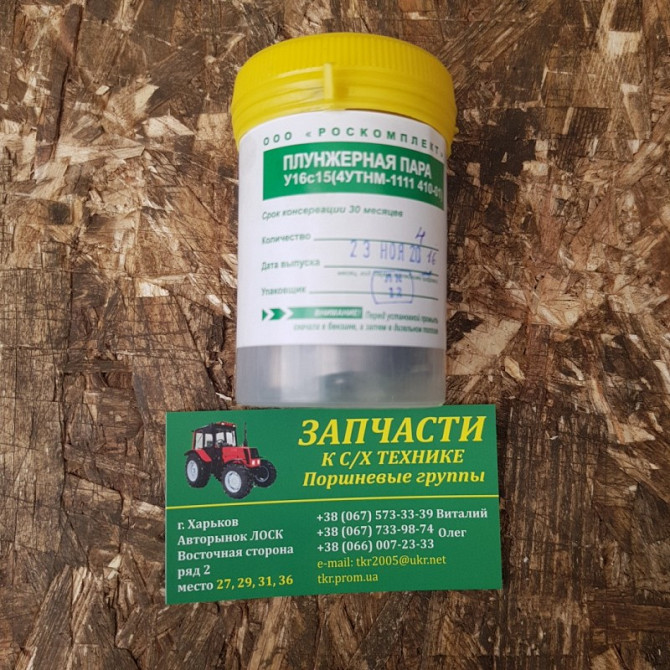 ООО «РОСКОМПЛЕКТ»
ПЛУНЖЕРНАЯ ПАРА
У16с15(4УТНМ-1111 410-01)
Срок консервации 30 месяцев
Количество 4
Дата выпуска 23 НОЯ 2016
месяц, год
Упаковщик
ВНИМАНИЕ! Перед установкой промыть
сначала в бензине, а затем в дизельном топливе
ЗАПЧАСТИ
К С/Х ТЕХНИКЕ
Поршневые группы
г. Харьков
Авторынок ЛОСК
Восточная сторона
ряд 2
место 27, 29, 31, 36
+38 (067) 573-33-39 Виталий
+38 (067) 733-98-74 Олег
+38 (066) 007-23-33
e-mail: tkr2005@ukr.net
tkr.prom.ua